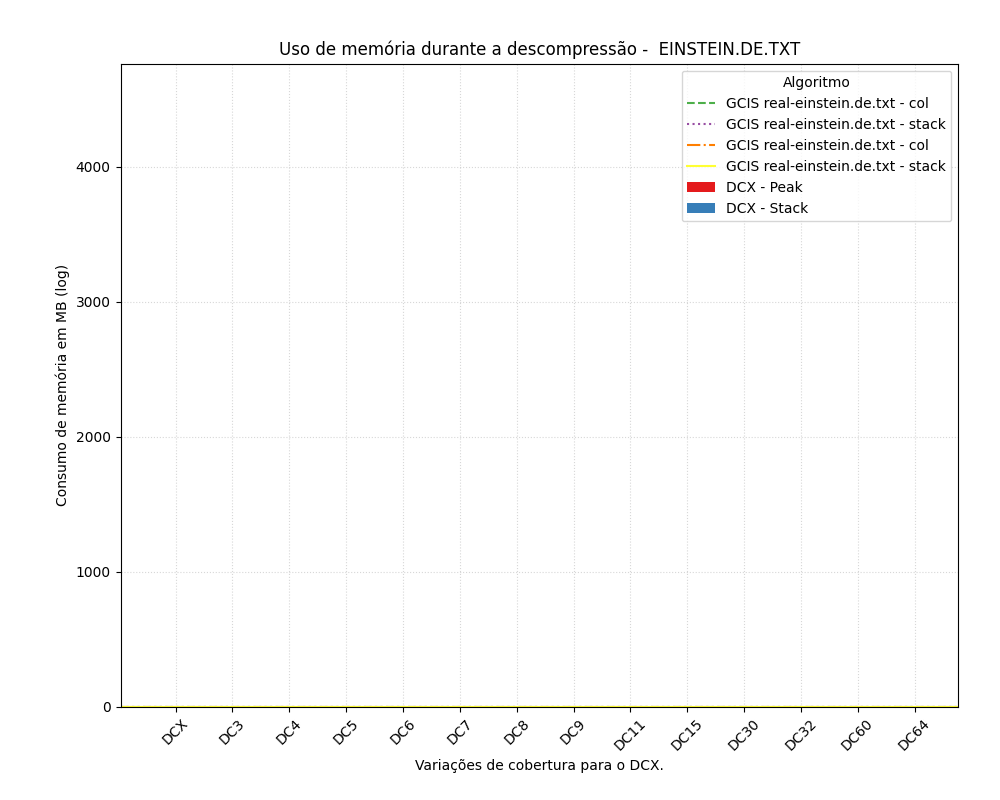 Uso de memória durante a descompressão -  EINSTEIN.DE.TXT
Algoritmo
GCIS real-einstein.de.txt - col
GCIS real-einstein.de.txt - stack
GCIS real-einstein.de.txt - col
GCIS real-einstein.de.txt - stack
DCX - Peak
DCX - Stack
Consumo de memória em MB (log)
4000
3000
2000
1000
0
DCX DC3 DC4 DC5 DC6 DC7 DC8 DC9 DC11 DC15 DC30 DC32 DC60 DC64
Variações de cobertura para o DCX.